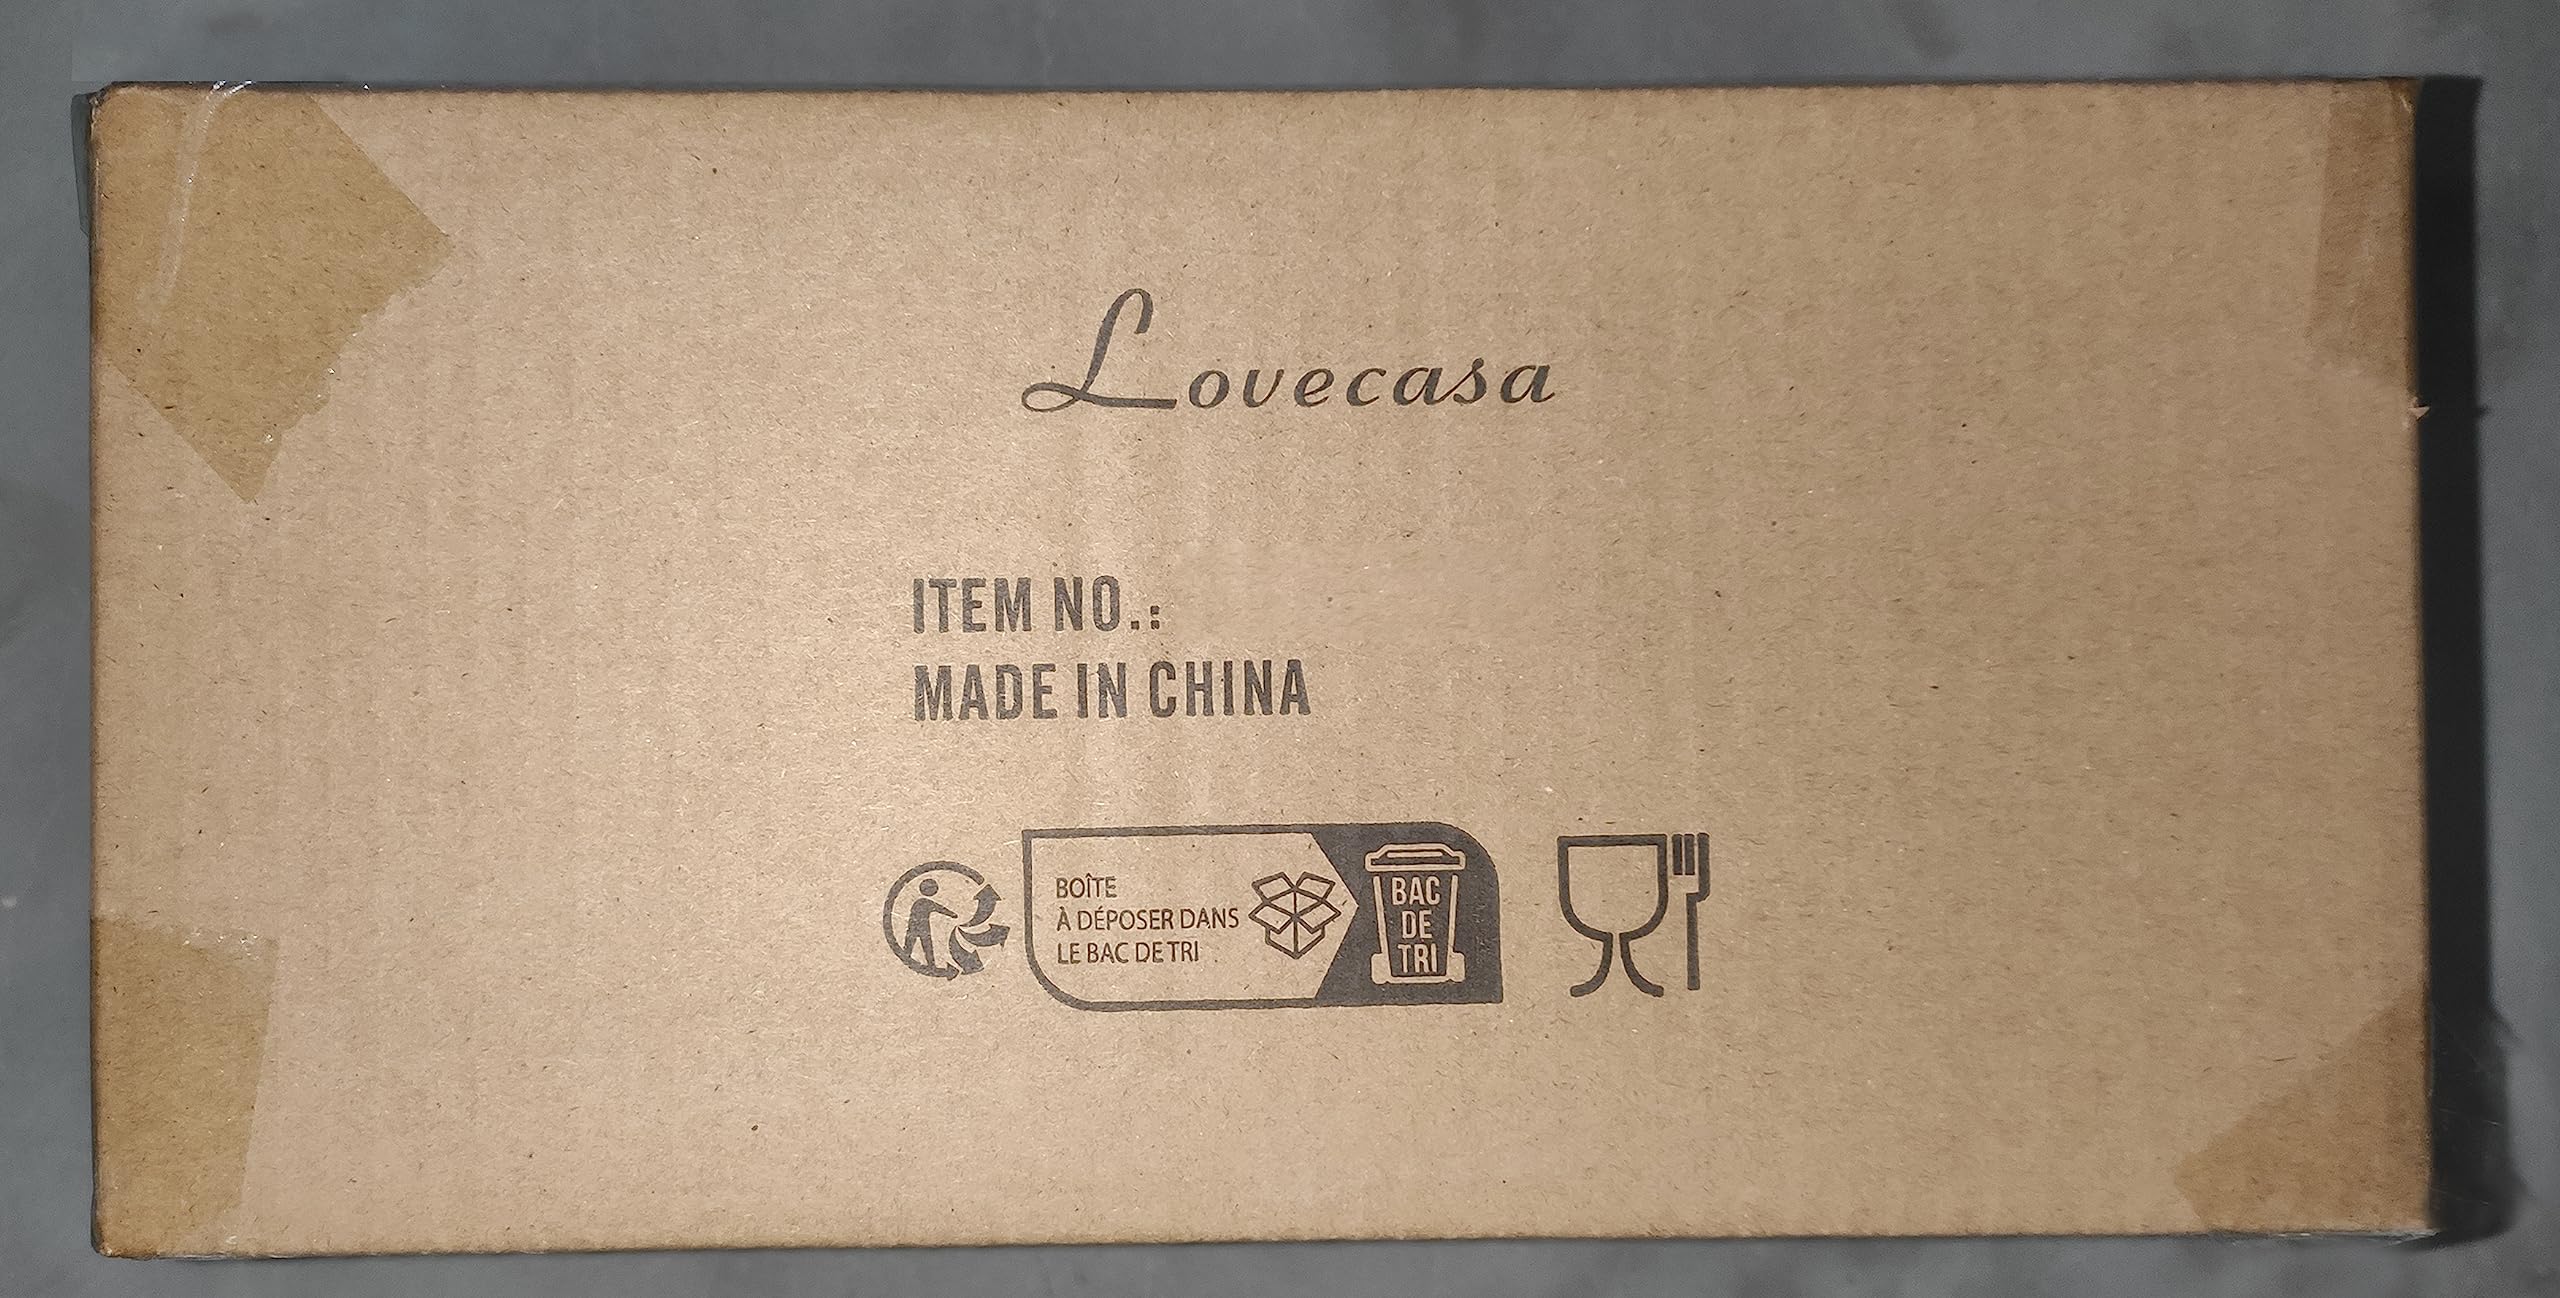 Lovecasa
ITEM NO.:
MADE IN CHINA
BOÎTE
À DÉPOSER DANS
LE BAC DE TRI
BAC
DE
TRI